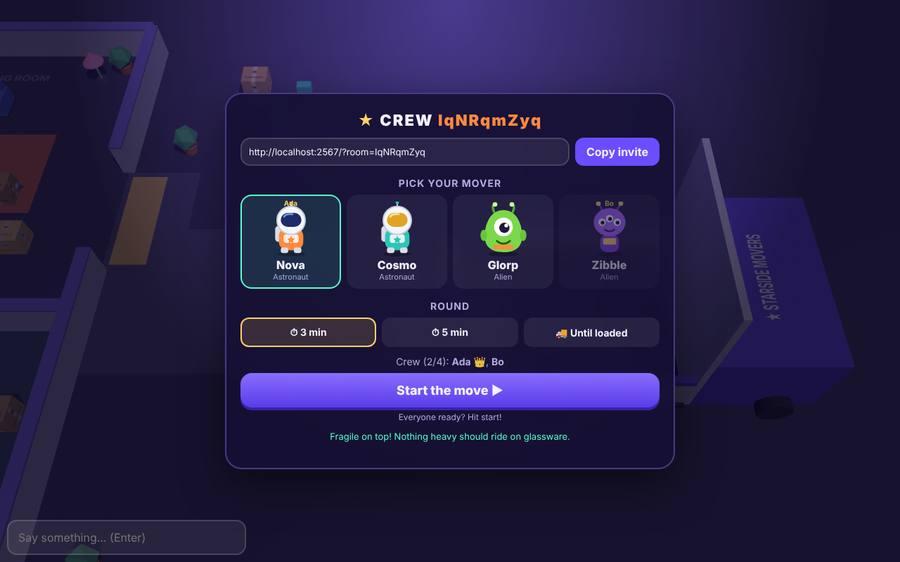 NG ROOM
★ CREW IqNRqmZyq
http://localhost:2567/?room=IqNRqmZyq
Copy invite
PICK YOUR MOVER
Ada
Bo
Nova
Cosmo
Glorp
Zibble
Astronaut
Astronaut
Alien
Alien
ROUND
⏱ 3 min
⏱ 5 min
🚚 Until loaded
Crew (2/4): Ada 👑, Bo
Start the move ▶
Everyone ready? Hit start!
Fragile on top! Nothing heavy should ride on glassware.
★ STARSIDE MOVERS
Say something... (Enter)